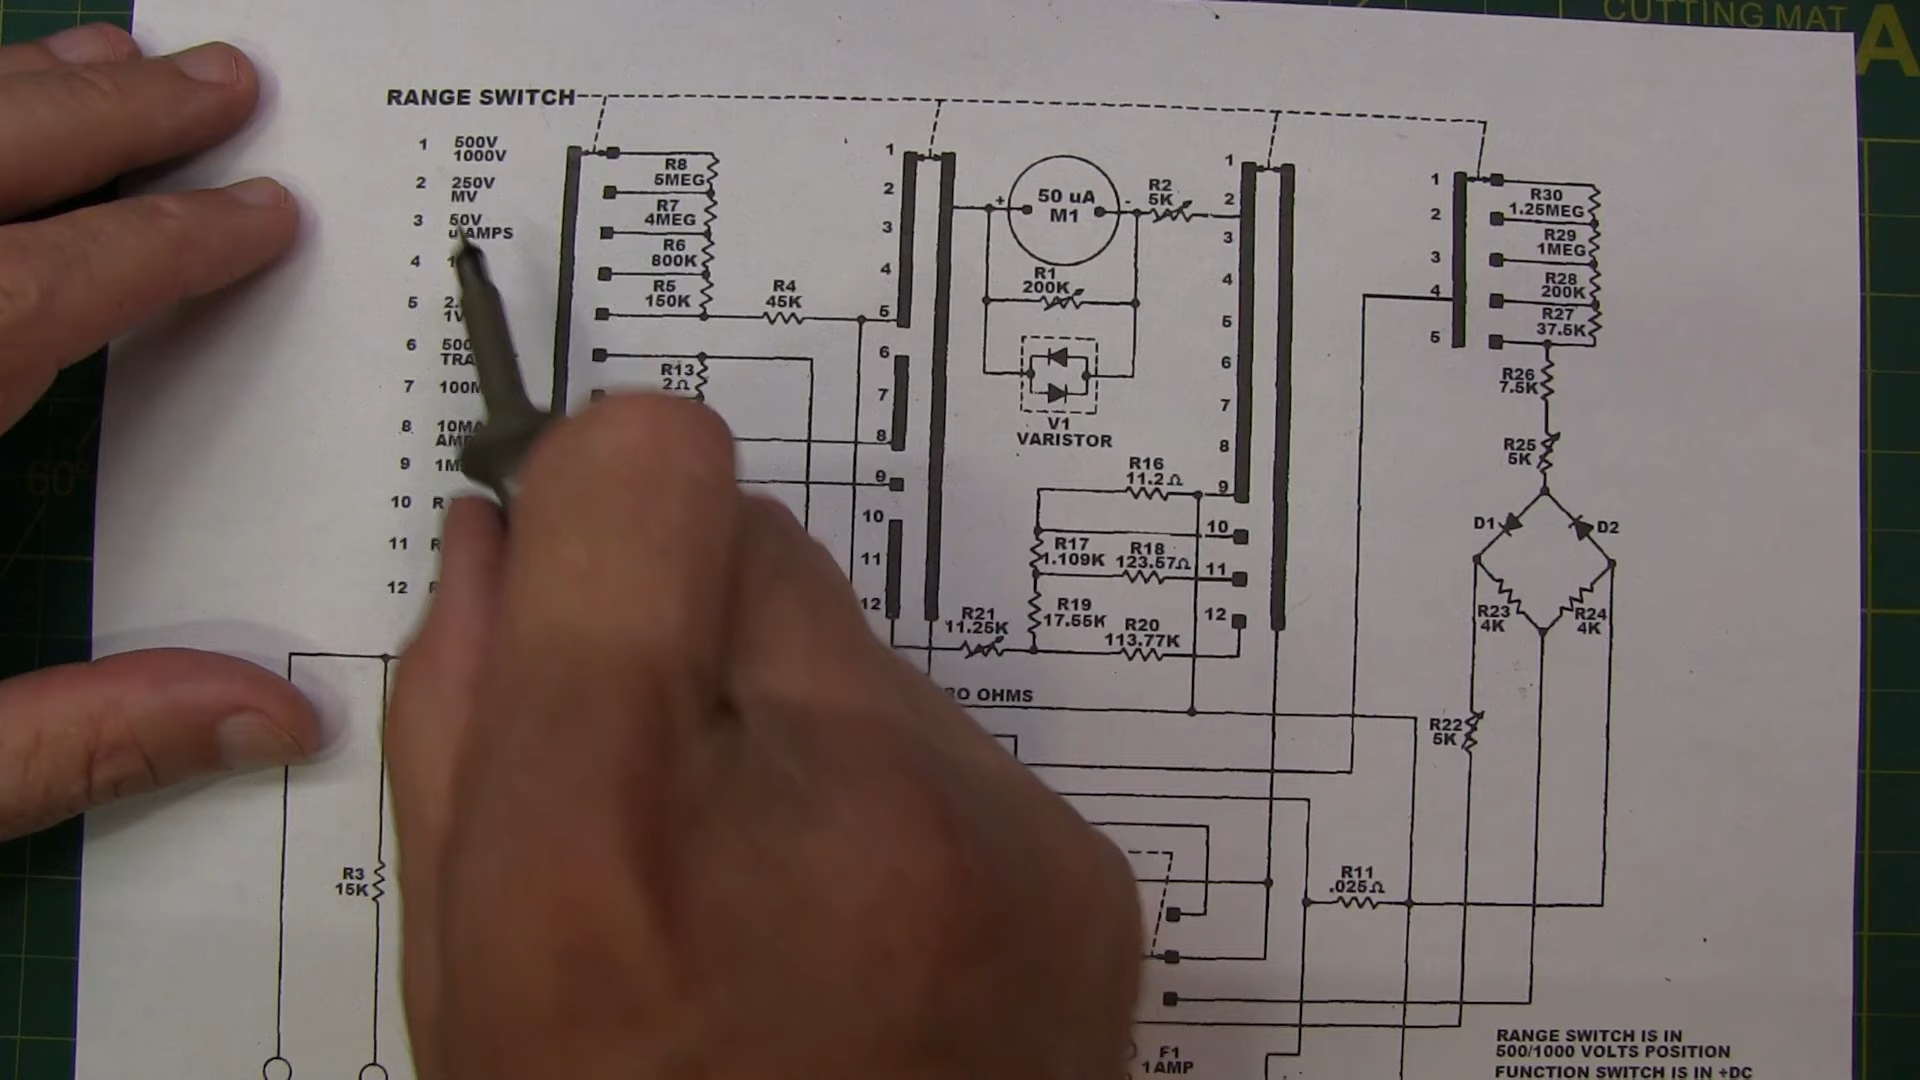 CUTTING MAT
A
60°
RANGE SWITCH
1 500V
1000V
2 250V
MV
3 50V
AMPS
4
5
6
7
8 10MA
9
10 R
11 R
12
R8
5MEG
R7
4MEG
R6
800K
R5
150K
R4
45K
R13
2Ω
1
2
3
4
5
6
7
8
9
10
11
12
+
50 uA
M1
-
R2
5K
R1
200K
V1
VARISTOR
1
2
3
4
5
6
7
8
9
10
11
12
R16
11.2Ω
R17
1.109K
R18
123.57Ω
R19
17.55K
R20
113.77K
R21
11.25K
OHMS
1
2
3
4
5
R30
1.25MEG
R29
1MEG
R28
200K
R27
37.5K
R26
7.5K
R25
5K
D1
D2
R23
4K
R24
4K
R22
5K
R11
.025Ω
R3
15K
F1
1 AMP
RANGE SWITCH IS IN
500/1000 VOLTS POSITION
FUNCTION SWITCH IS IN +DC